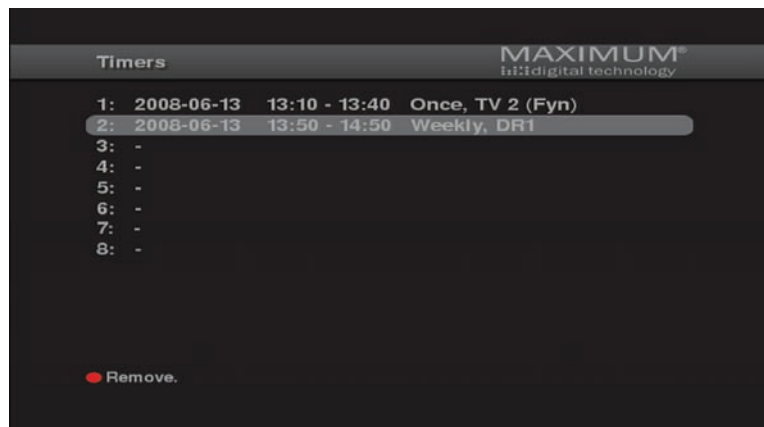 Timers
MAXIMUM®
digital technology
1: 2008-06-13 13:10 - 13:40 Once, TV 2 (Fyn)
2: 2008-06-13 13:50 - 14:50 Weekly, DR1
3: -
4: -
5: -
6: -
7: -
8: -
Remove.